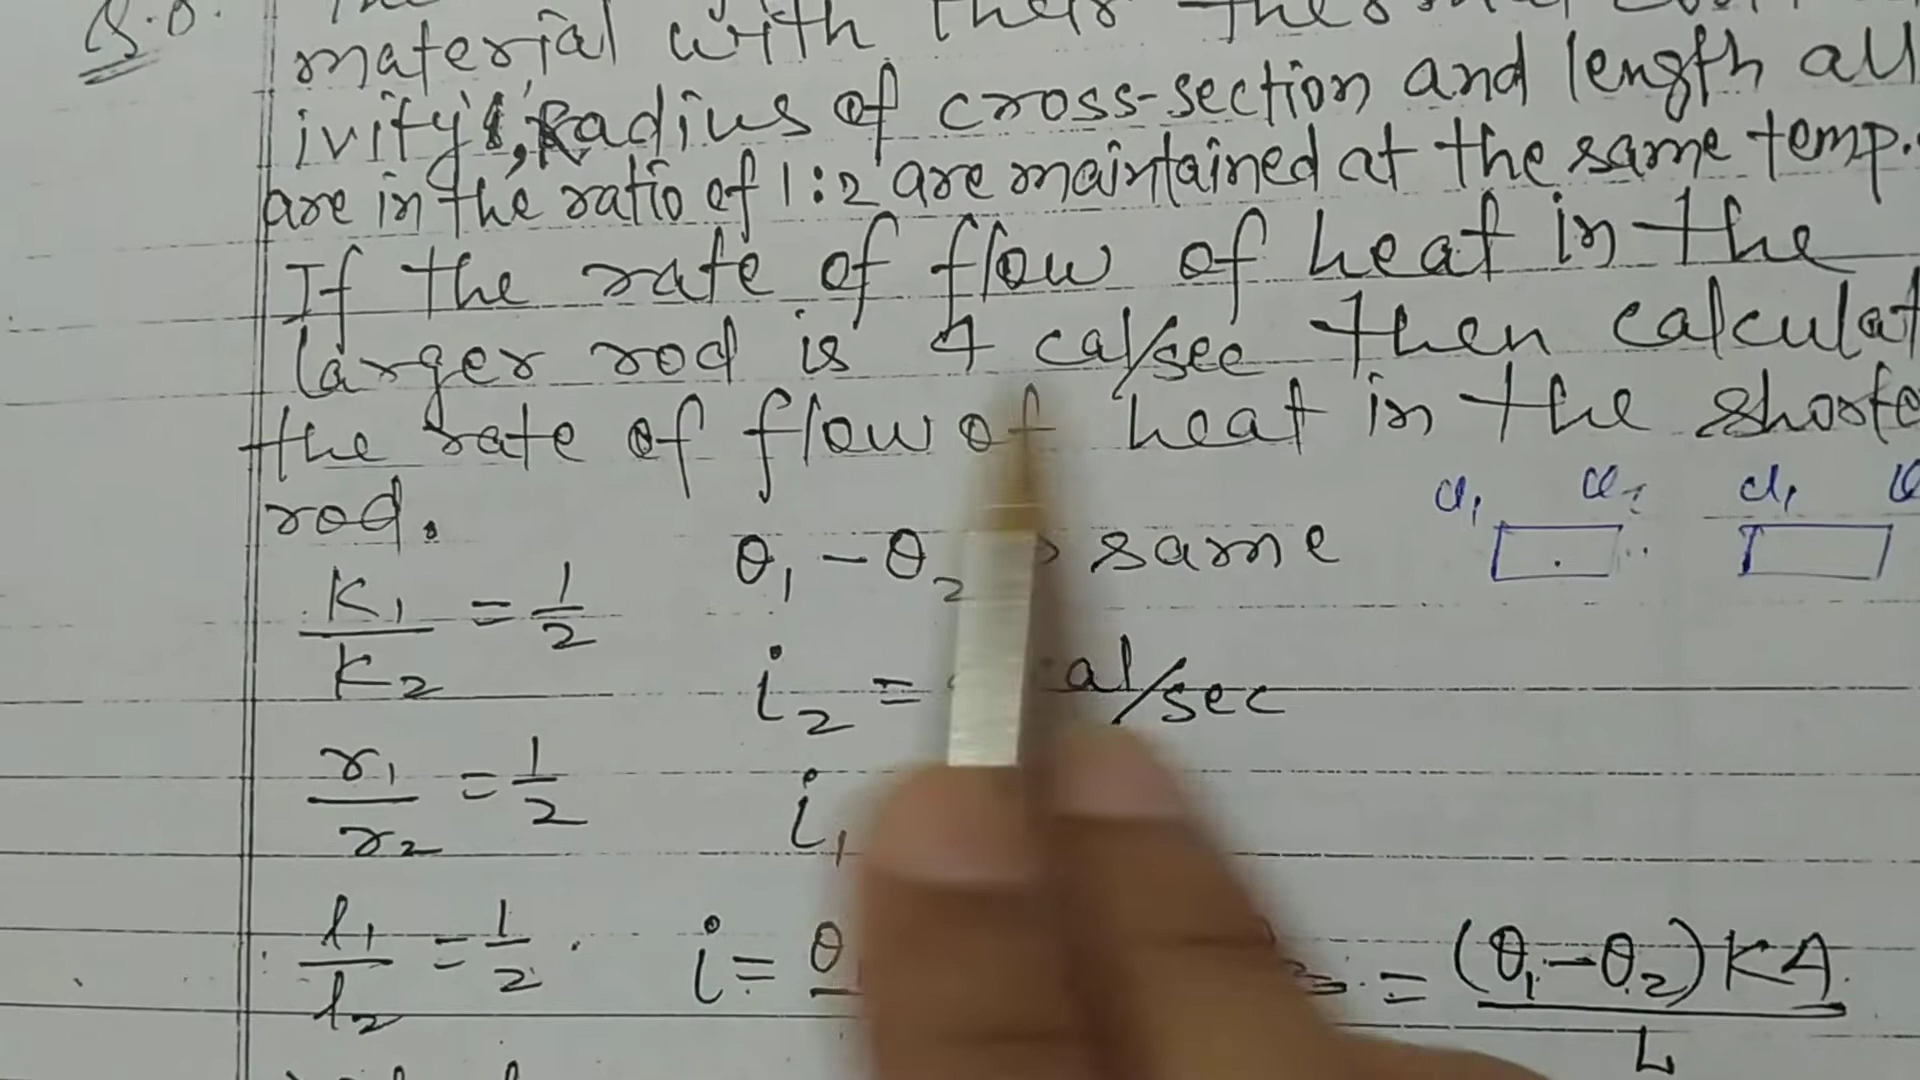 material with their
ivity's, Radius of cross-section and length all
are in the ratio of 1:2 are maintained at the same temp.
If the rate of flow of heat in the
larger rod is 4 cal/sec then calculat
the rate of flow of heat in the shorte
rod.
θ₁ - θ₂ same
K₁/K₂ = 1/2
i₂ = al/sec
r₁/r₂ = 1/2
i₁
l₁/l₂ = 1/2 i = θ = (θ₁-θ₂)KA/L